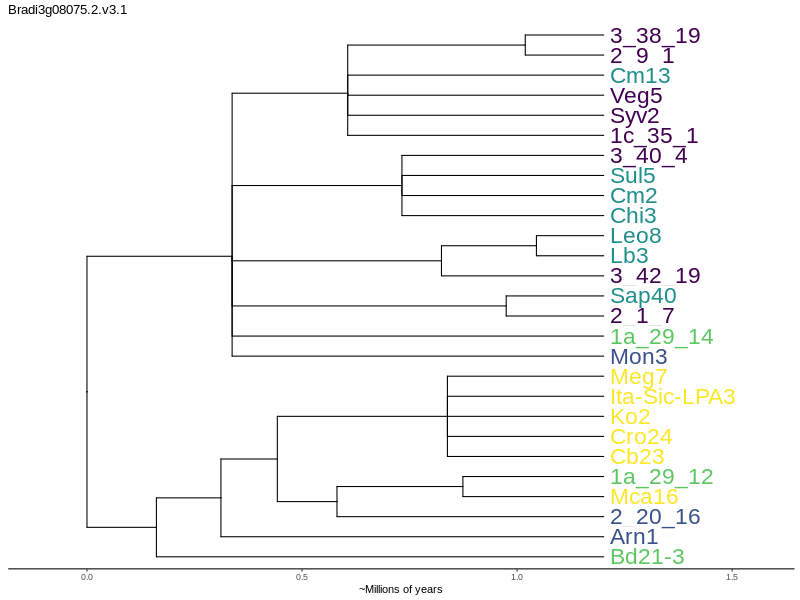 Bradi3g08075.2.v3.1
3_38_19
2_9_1
Cm13
Veg5
Syv2
1c_35_1
3_40_4
Sul5
Cm2
Chi3
Leo8
Lb3
3_42_19
Sap40
2_1_7
1a_29_14
Mon3
Meg7
Ita-Sic-LPA3
Ko2
Cro24
Cb23
1a_29_12
Mca16
2_20_16
Arn1
Bd21-3
0.0 0.5 1.0 1.5
~Millions of years